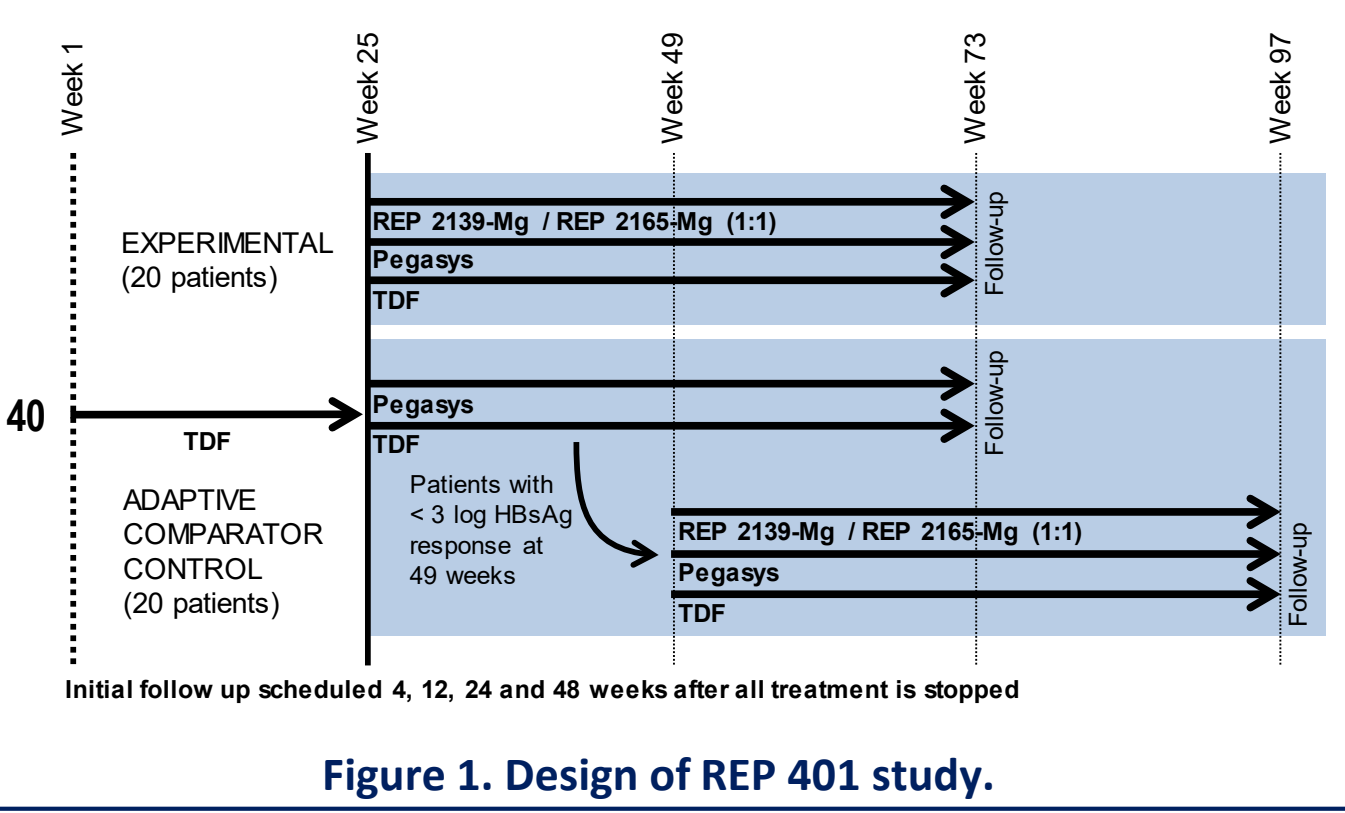 Week 1
Week 25
Week 49
Week 73
Week 97
EXPERIMENTAL
(20 patients)
REP 2139-Mg / REP 2165-Mg (1:1)
Pegasys
TDF
Follow-up
40
TDF
Pegasys
TDF
Follow-up
ADAPTIVE
COMPARATOR
CONTROL
(20 patients)
Patients with
< 3 log HBsAg
response at
49 weeks
REP 2139-Mg / REP 2165-Mg (1:1)
Pegasys
TDF
Follow-up
Initial follow up scheduled 4, 12, 24 and 48 weeks after all treatment is stopped
Figure 1. Design of REP 401 study.